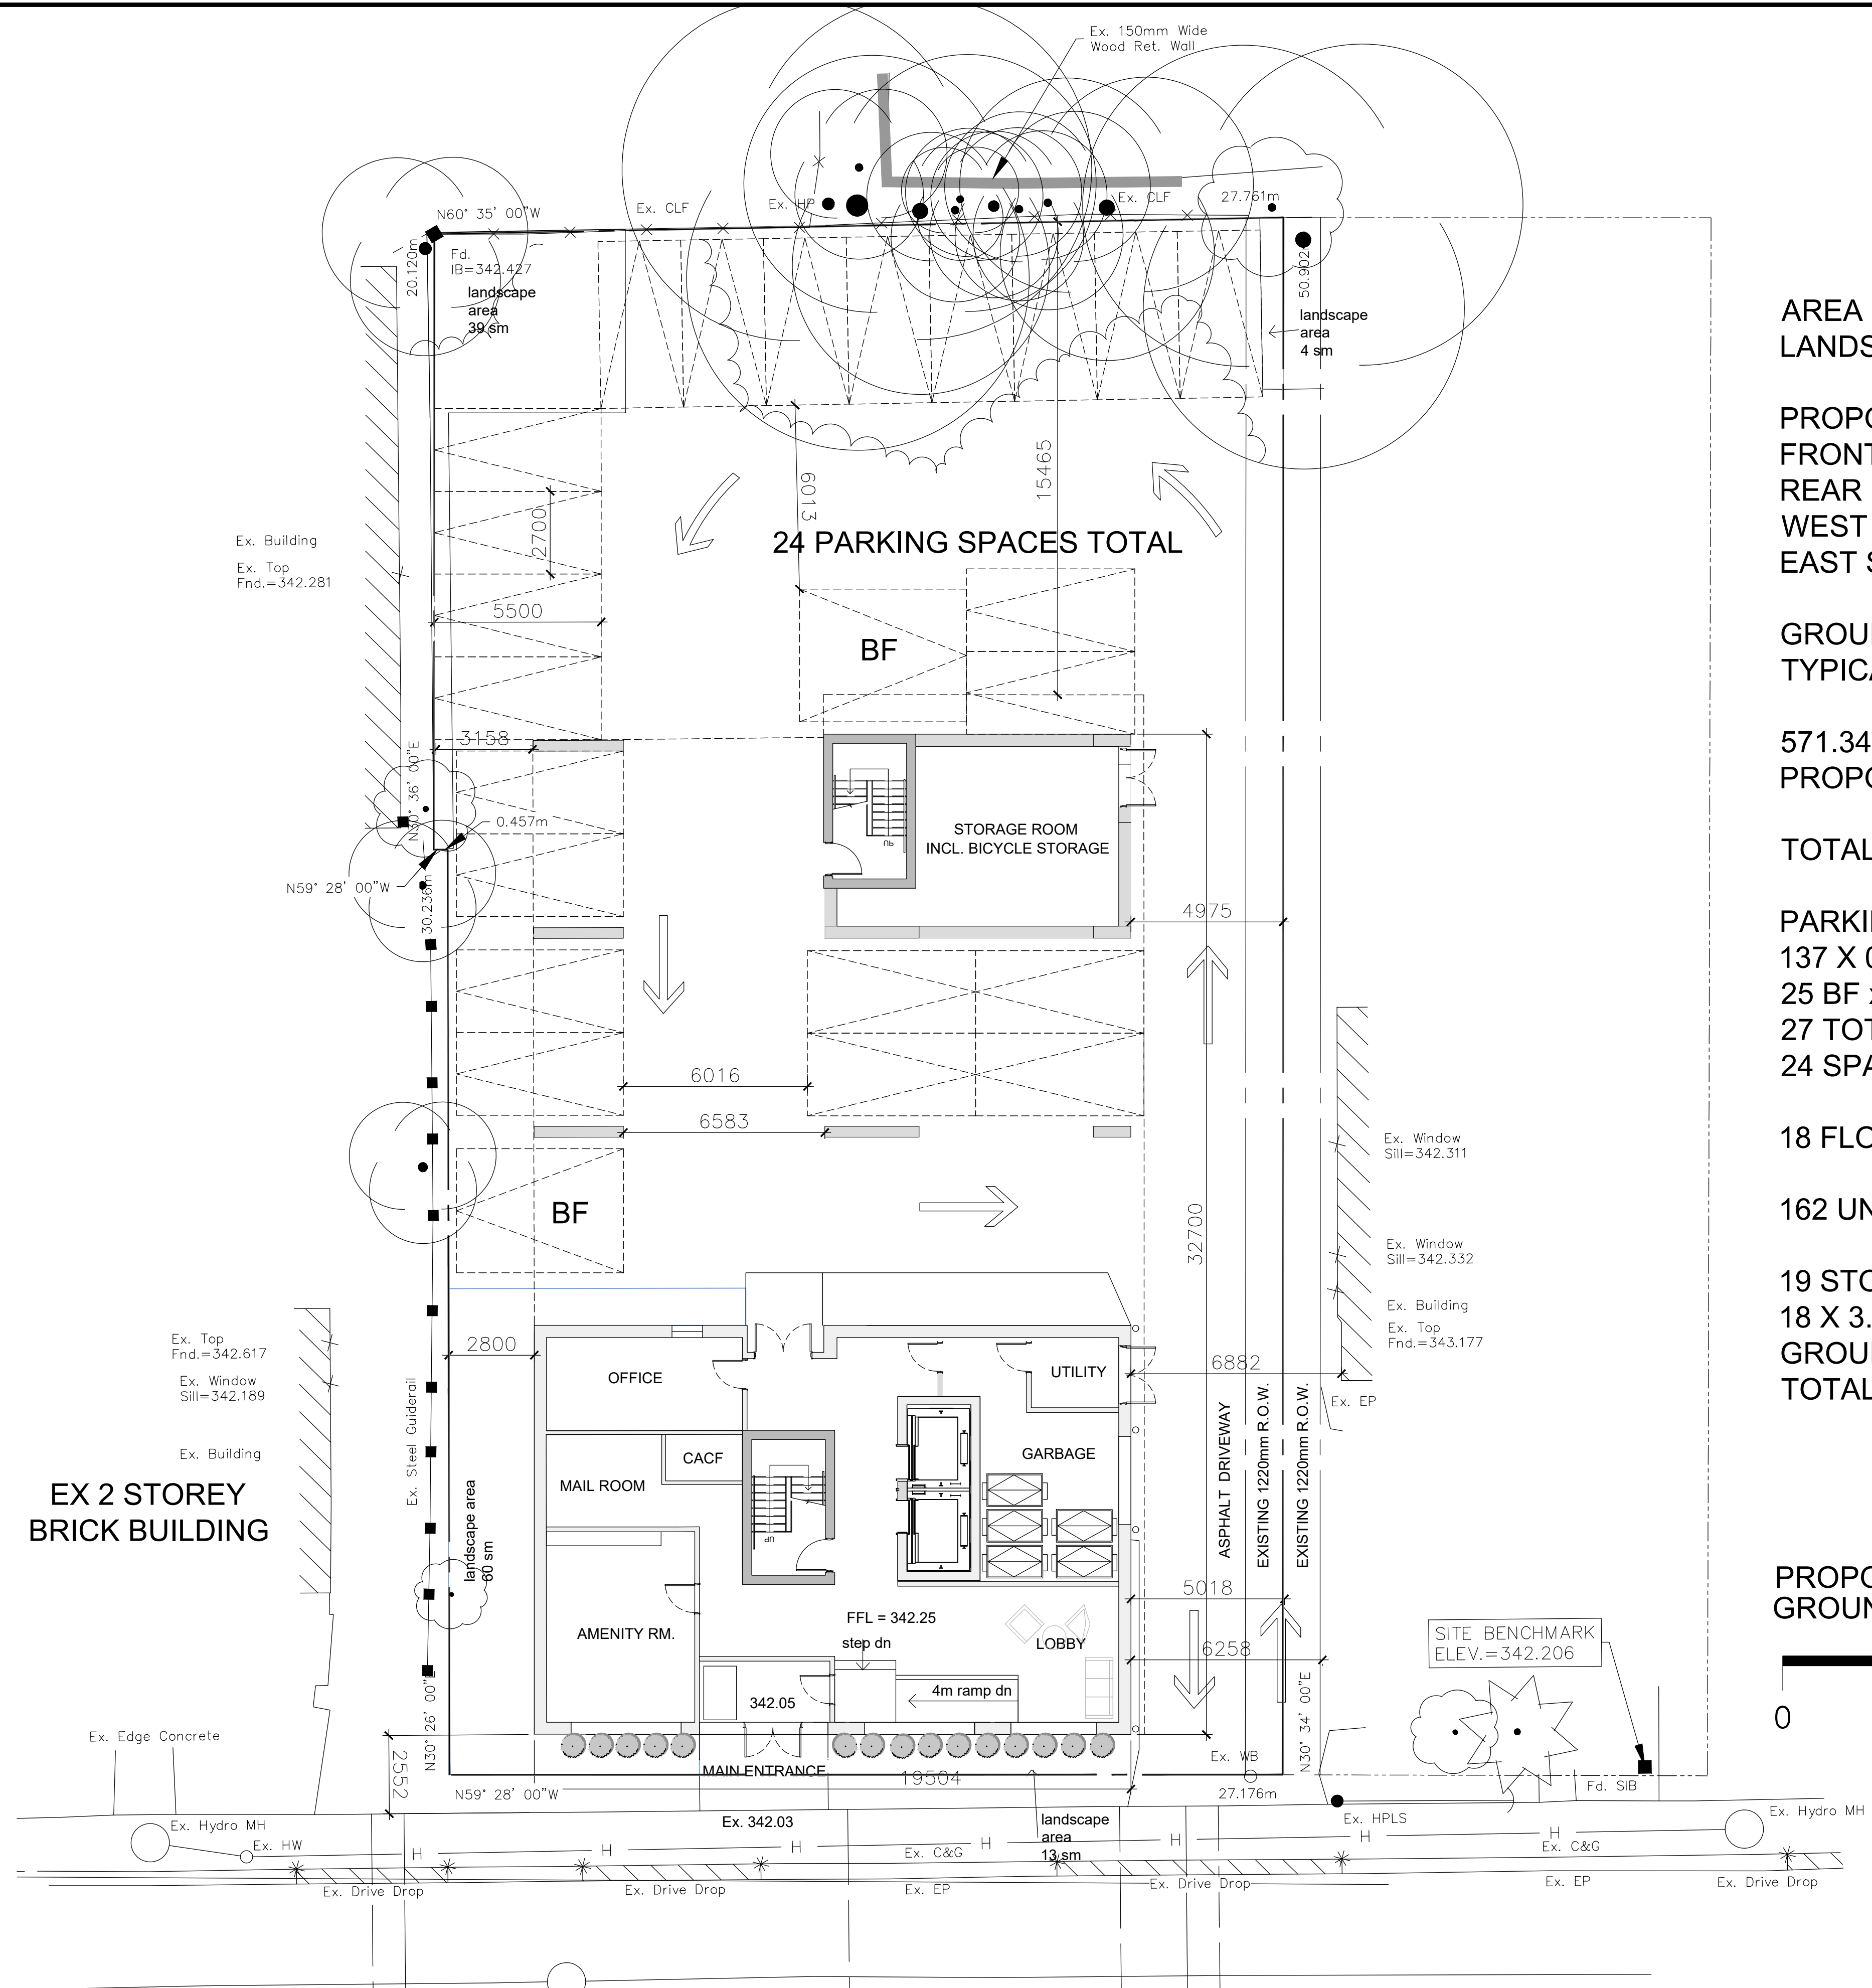 Ex. 150mm Wide
Wood Ret. Wall
N60° 35' 00"W
Ex. CLF
Ex. HP
Ex. CLF
27.761m
20.120m
Fd.
IB=342.427
landscape
area
39 sm
50.902m
landscape
area
4 sm
6013
15465
24 PARKING SPACES TOTAL
2700
Ex. Building
Ex. Top
Fnd.=342.281
5500
BF
3158
N30° 36' 00"E
0.457m
N59° 28' 00"W
30.236m
UP
STORAGE ROOM
INCL. BICYCLE STORAGE
4975
6016
6583
Ex. Window
Sill=342.311
BF
32700
Ex. Window
Sill=342.332
Ex. Building
Ex. Top
Fnd.=343.177
Ex. Top
Fnd.=342.617
Ex. Window
Sill=342.189
Ex. Building
EX 2 STOREY
BRICK BUILDING
Ex. Steel Guiderail
2800
OFFICE
UTILITY
6882
Ex. EP
CACF
GARBAGE
MAIL ROOM
UP
ASPHALT DRIVEWAY
EXISTING 1220mm R.O.W.
EXISTING 1220mm R.O.W.
landscape area
60 sm
5018
FFL = 342.25
step dn
AMENITY RM.
LOBBY
6258
SITE BENCHMARK
ELEV.=342.206
4m ramp dn
342.05
N30° 26' 00"E
N30° 34' 00"E
Ex. Edge Concrete
2552
MAIN ENTRANCE
19504
Ex. WB
N59° 28' 00"W
27.176m
Fd. SIB
Ex. Hydro MH
Ex. HW
Ex. 342.03
landscape
area
13 sm
Ex. HPLS
Ex. Hydro MH
H H H H H H H
Ex. C&G
Ex. C&G
Ex. Drive Drop
Ex. Drive Drop
Ex. EP
Ex. Drive Drop
Ex. EP
Ex. Drive Drop
AREA
LANDS
PROPO
FRONT
REAR
WEST
EAST S
GROU
TYPICA
571.34
PROPO
TOTAL
PARKI
137 X 0
25 BF x
27 TOT
24 SPA
18 FLO
162 UN
19 STO
18 X 3.
GROU
TOTAL
PROPO
GROUN
0